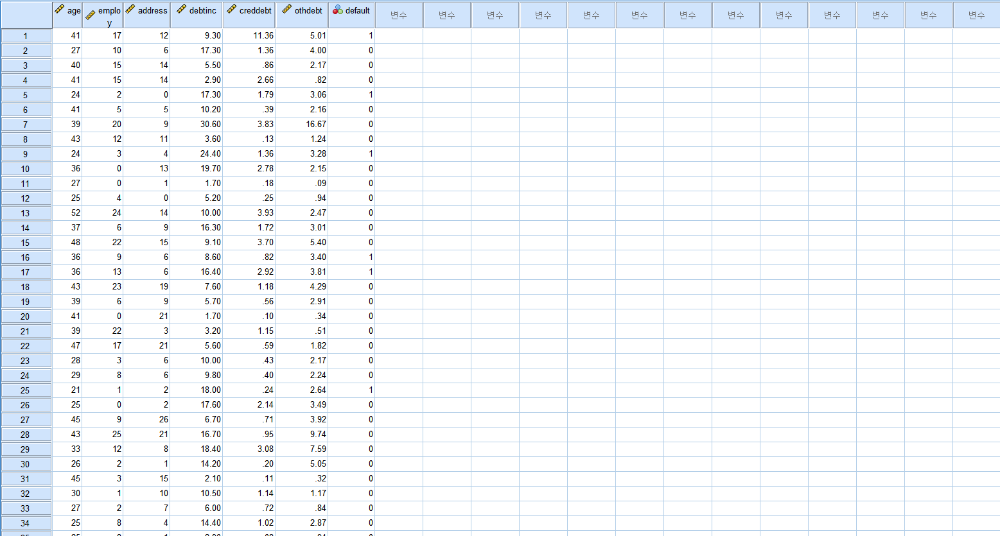 age employ address debtinc creddebt othdebt default 변수 변수 변수 변수 변수 변수 변수 변수 변수 변수 변수 변수 변수
1 41 17 12 9.30 11.36 5.01 1
2 27 10 6 17.30 1.36 4.00 0
3 40 15 14 5.50 .86 2.17 0
4 41 15 14 2.90 2.66 .82 0
5 24 2 0 17.30 1.79 3.06 1
6 41 5 5 10.20 .39 2.16 0
7 39 20 9 30.60 3.83 16.67 0
8 43 12 11 3.60 .13 1.24 0
9 24 3 4 24.40 1.36 3.28 1
10 36 0 13 19.70 2.78 2.15 0
11 27 0 1 1.70 .18 .09 0
12 25 4 0 5.20 .25 .94 0
13 52 24 14 10.00 3.93 2.47 0
14 37 6 9 16.30 1.72 3.01 0
15 48 22 15 9.10 3.70 5.40 0
16 36 9 6 8.60 .82 3.40 1
17 36 13 6 16.40 2.92 3.81 1
18 43 23 19 7.60 1.18 4.29 0
19 39 6 9 5.70 .56 2.91 0
20 41 0 21 1.70 .10 .34 0
21 39 22 3 3.20 1.15 .51 0
22 47 17 21 5.60 .59 1.82 0
23 28 3 6 10.00 .43 2.17 0
24 29 8 6 9.80 .40 2.24 0
25 21 1 2 18.00 .24 2.64 1
26 25 0 2 17.60 2.14 3.49 0
27 45 9 26 6.70 .71 3.92 0
28 43 25 21 16.70 .95 9.74 0
29 33 12 8 18.40 3.08 7.59 0
30 26 2 1 14.20 .20 5.05 0
31 45 3 15 2.10 .11 .32 0
32 30 1 10 10.50 1.14 1.17 0
33 27 2 7 6.00 .72 .84 0
34 25 8 4 14.40 1.02 2.87 0